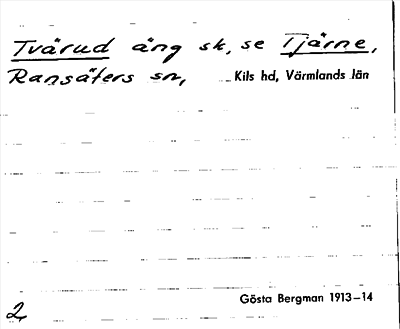 Tvärud äng sk, se Tjärne,
Ransäters sn, Kils hd, Värmlands län
Gösta Bergman 1913-14
2,